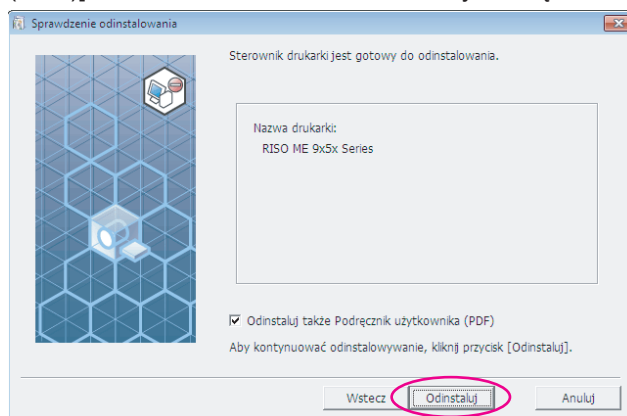 Sprawdzenie odinstalowania
Sterownik drukarki jest gotowy do odinstalowania.
Nazwa drukarki:
RISO ME 9x5x Series
Odinstaluj także Podręcznik użytkownika (PDF)
Aby kontynuować odinstalowywanie, kliknij przycisk [Odinstaluj].
Wstecz Odinstaluj Anuluj